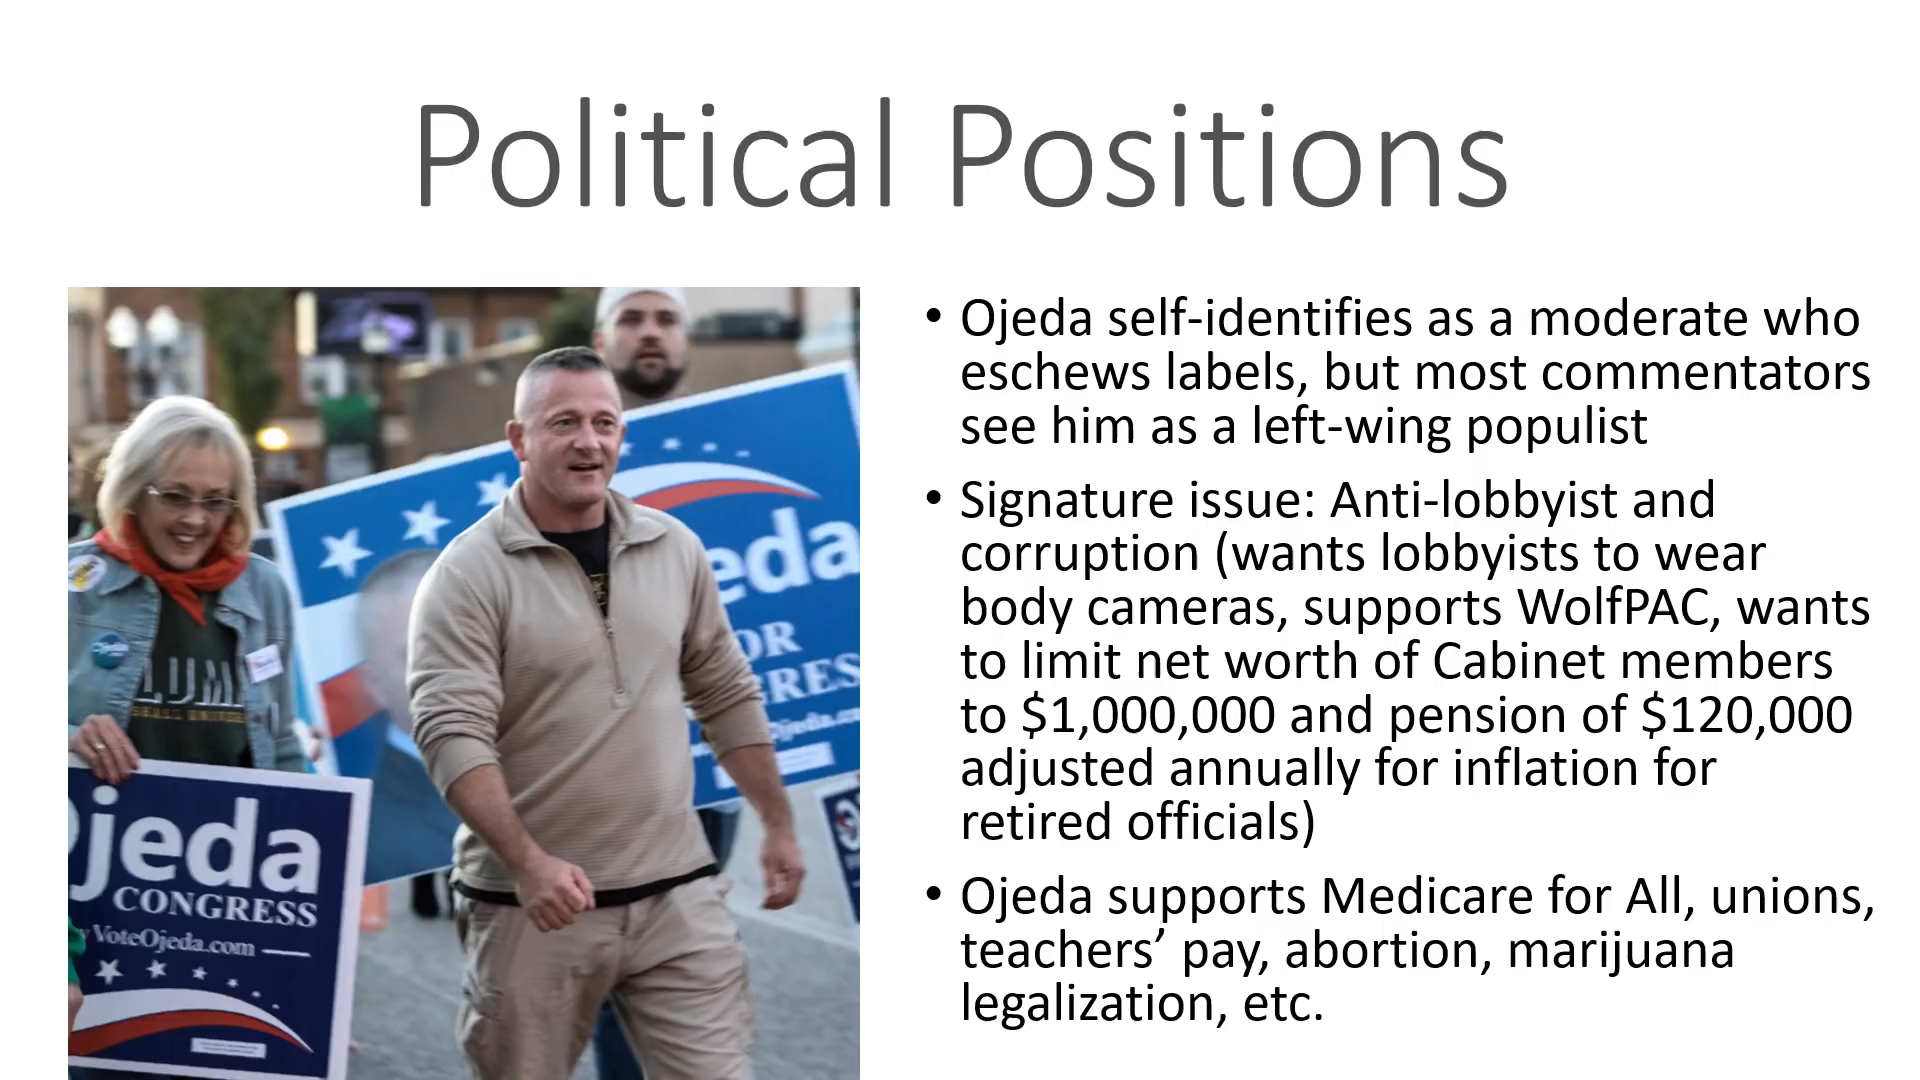 Political Positions
• Ojeda self-identifies as a moderate who
eschews labels, but most commentators
see him as a left-wing populist
• Signature issue: Anti-lobbyist and
corruption (wants lobbyists to wear
body cameras, supports WolfPAC, wants
to limit net worth of Cabinet members
to $1,000,000 and pension of $120,000
adjusted annually for inflation for
retired officials)
• Ojeda supports Medicare for All, unions,
teachers’ pay, abortion, marijuana
legalization, etc.
eda
OR
GRES
Ojeda
jeda
CONGRESS
VoteOjeda.com